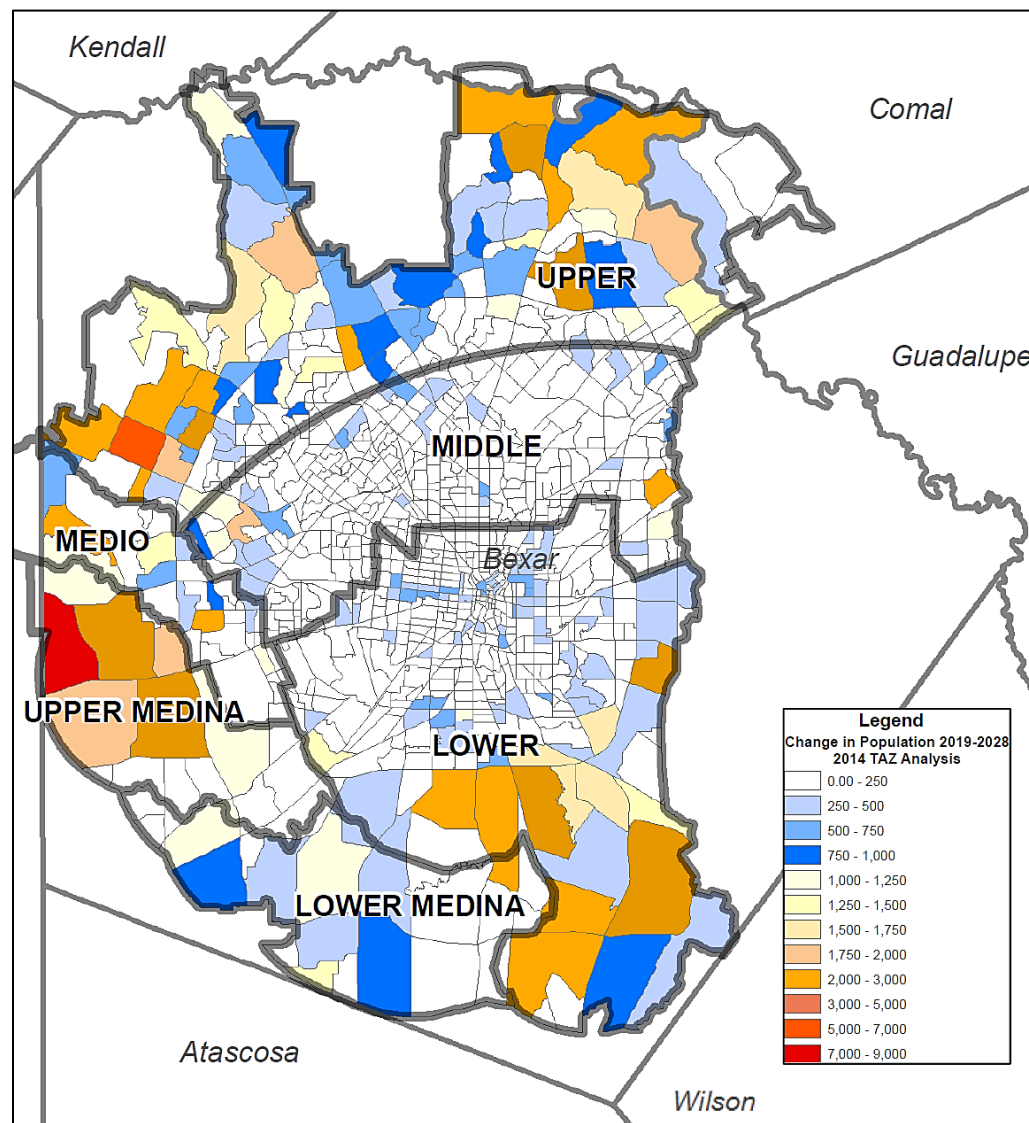 Kendall
Comal
UPPER
Guadalupe
MIDDLE
MEDIO
Bexar
UPPER MEDINA
LOWER
LOWER MEDINA
Atascosa
Wilson
Legend
Change in Population 2019-2028
2014 TAZ Analysis
0.00 - 250
250 - 500
500 - 750
750 - 1,000
1,000 - 1,250
1,250 - 1,500
1,500 - 1,750
1,750 - 2,000
2,000 - 3,000
3,000 - 5,000
5,000 - 7,000
7,000 - 9,000